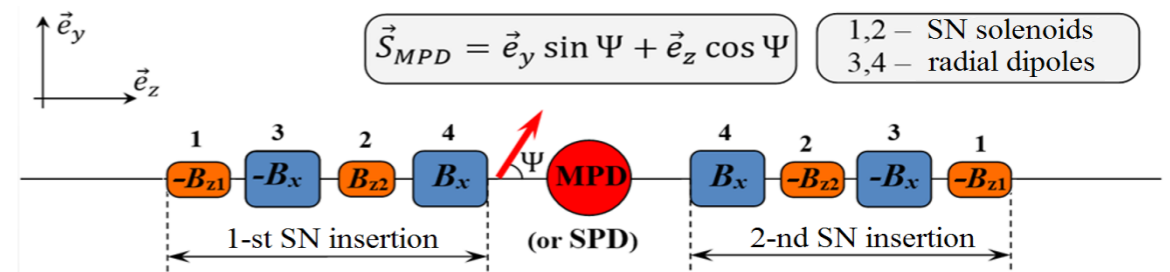 e⃗y
e⃗z
S⃗MPD = e⃗y sin Ψ + e⃗z cos Ψ
1,2 – SN solenoids
3,4 – radial dipoles
1 3 2 4 4 2 3 1
-Bz1 -Bx Bz2 Bx Ψ MPD Bx -Bz2 -Bx -Bz1
1-st SN insertion (or SPD) 2-nd SN insertion